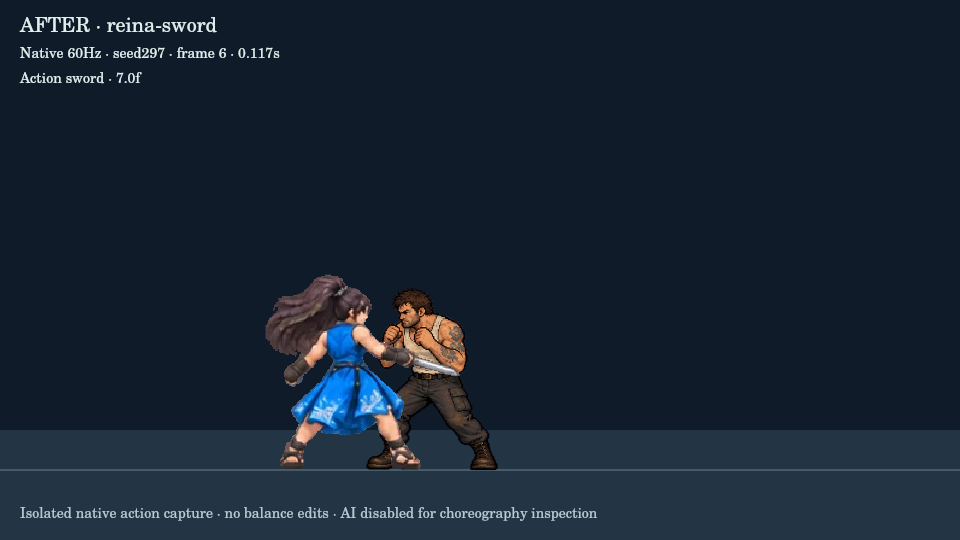 AFTER · reina-sword
Native 60Hz · seed297 · frame 6 · 0.117s
Action sword · 7.0f
Isolated native action capture · no balance edits · AI disabled for choreography inspection